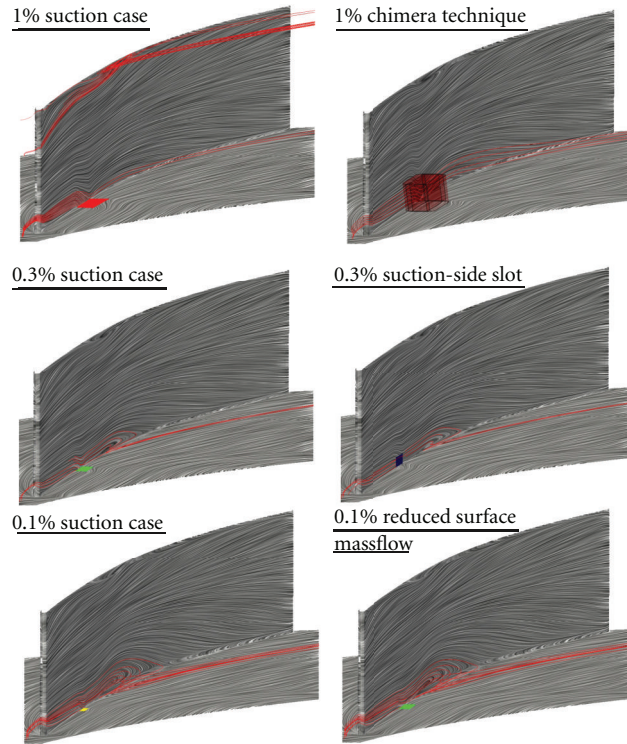 1% suction case
1% chimera technique
0.3% suction case
0.3% suction-side slot
0.1% suction case
0.1% reduced surface
massflow